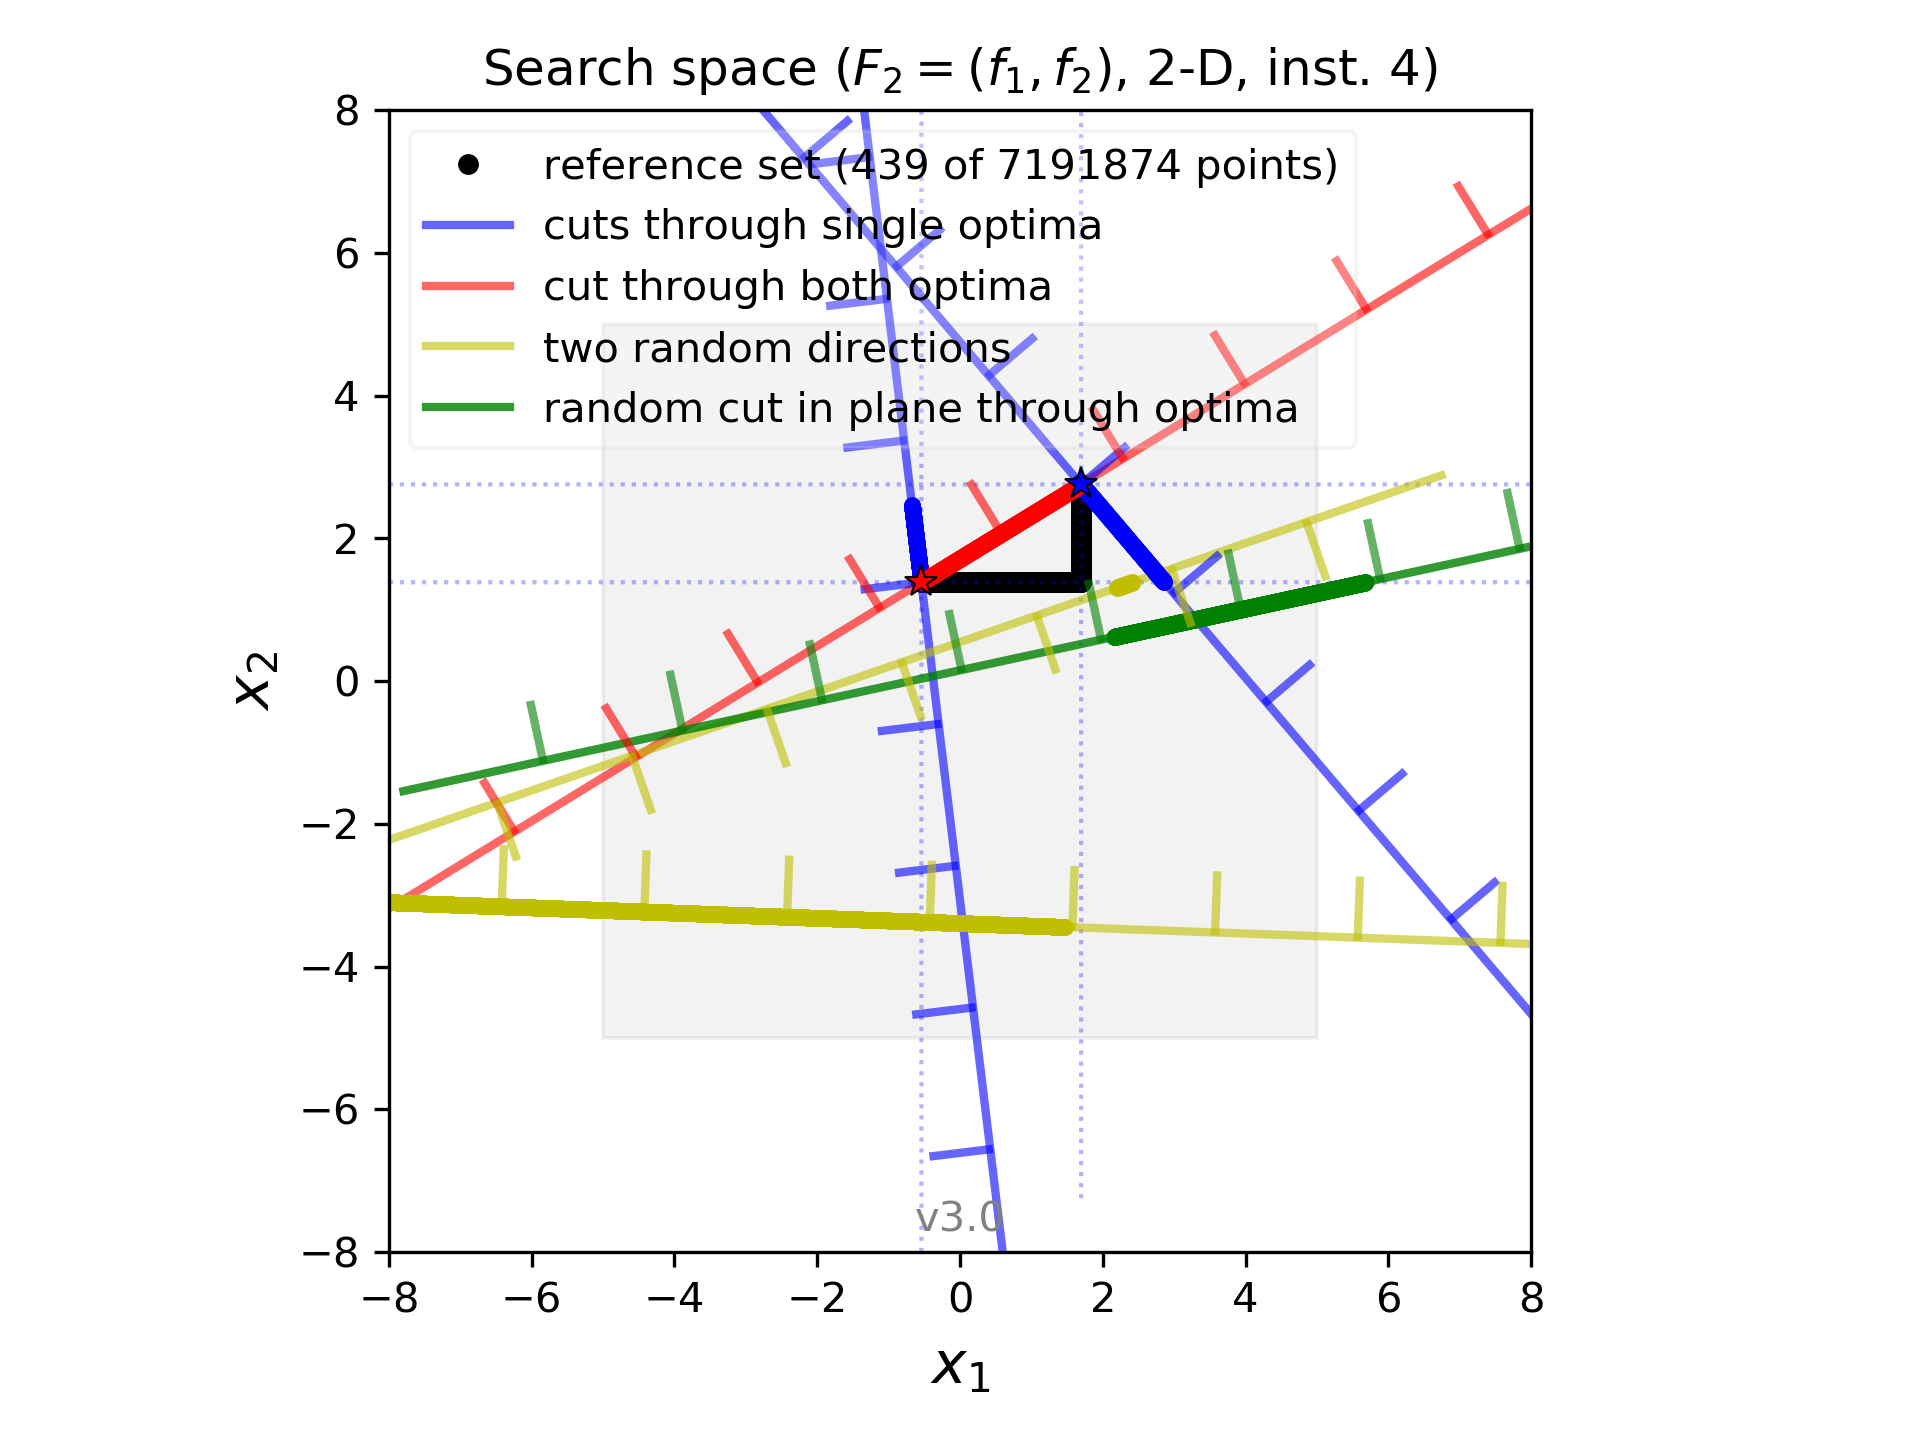 Search space (F₂ = (f₁, f₂), 2-D, inst. 4)
reference set (439 of 7191874 points)
cuts through single optima
cut through both optima
two random directions
random cut in plane through optima
8
6
4
2
0
−2
−4
−6
−8
x₂
v3.0
−8 −6 −4 −2 0 2 4 6 8
x₁